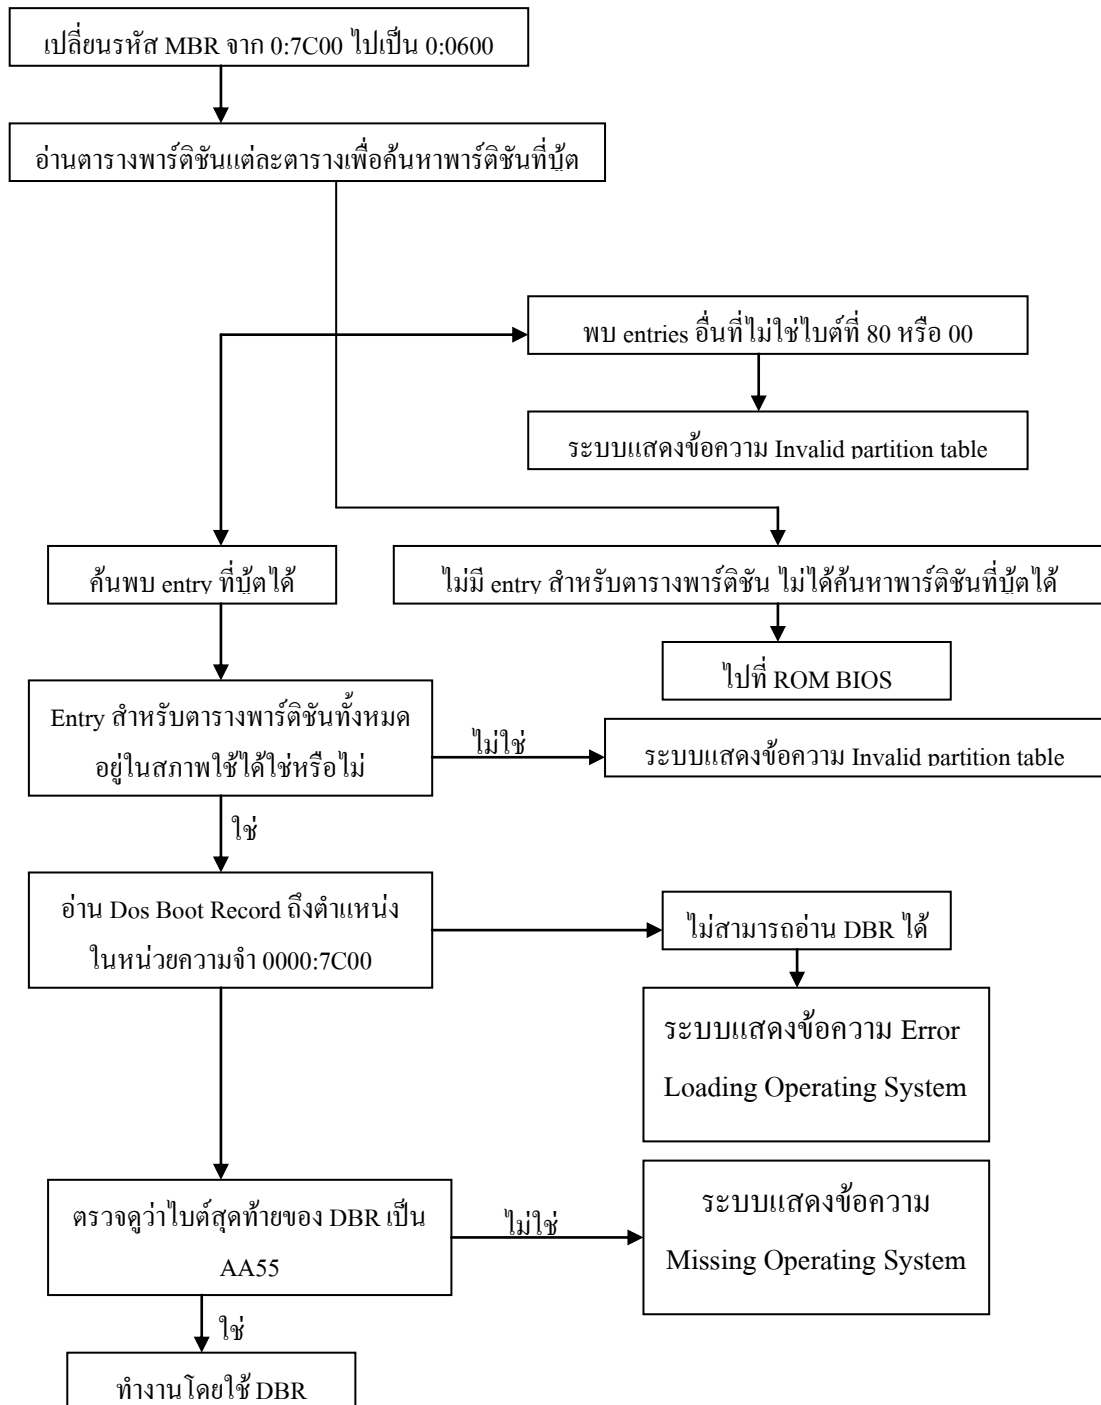 เปลี่ยนรหัส MBR จาก 0:7C00 ไปเป็น 0:0600
อ่านตารางพาร์ติชันแต่ละตารางเพื่อค้นหาพาร์ติชันที่บู้ต
พบ entries อื่นที่ไม่ใช่ไบต์ที่ 80 หรือ 00
ระบบแสดงข้อความ Invalid partition table
ค้นพบ entry ที่บู้ตได้
ไม่มี entry สำหรับตารางพาร์ติชัน ไม่ได้ค้นหาพาร์ติชันที่บู้ตได้
ไปที่ ROM BIOS
Entry สำหรับตารางพาร์ติชันทั้งหมด
อยู่ในสภาพใช้ได้ใช่หรือไม่
ไม่ใช่
ระบบแสดงข้อความ Invalid partition table
ใช่
อ่าน Dos Boot Record ถึงตำแหน่ง
ในหน่วยความจำ 0000:7C00
ไม่สามารถอ่าน DBR ได้
ระบบแสดงข้อความ Error
Loading Operating System
ตรวจดูว่าไบต์สุดท้ายของ DBR เป็น
AA55
ไม่ใช่
ระบบแสดงข้อความ
Missing Operating System
ใช่
ทำงานโดยใช้ DBR